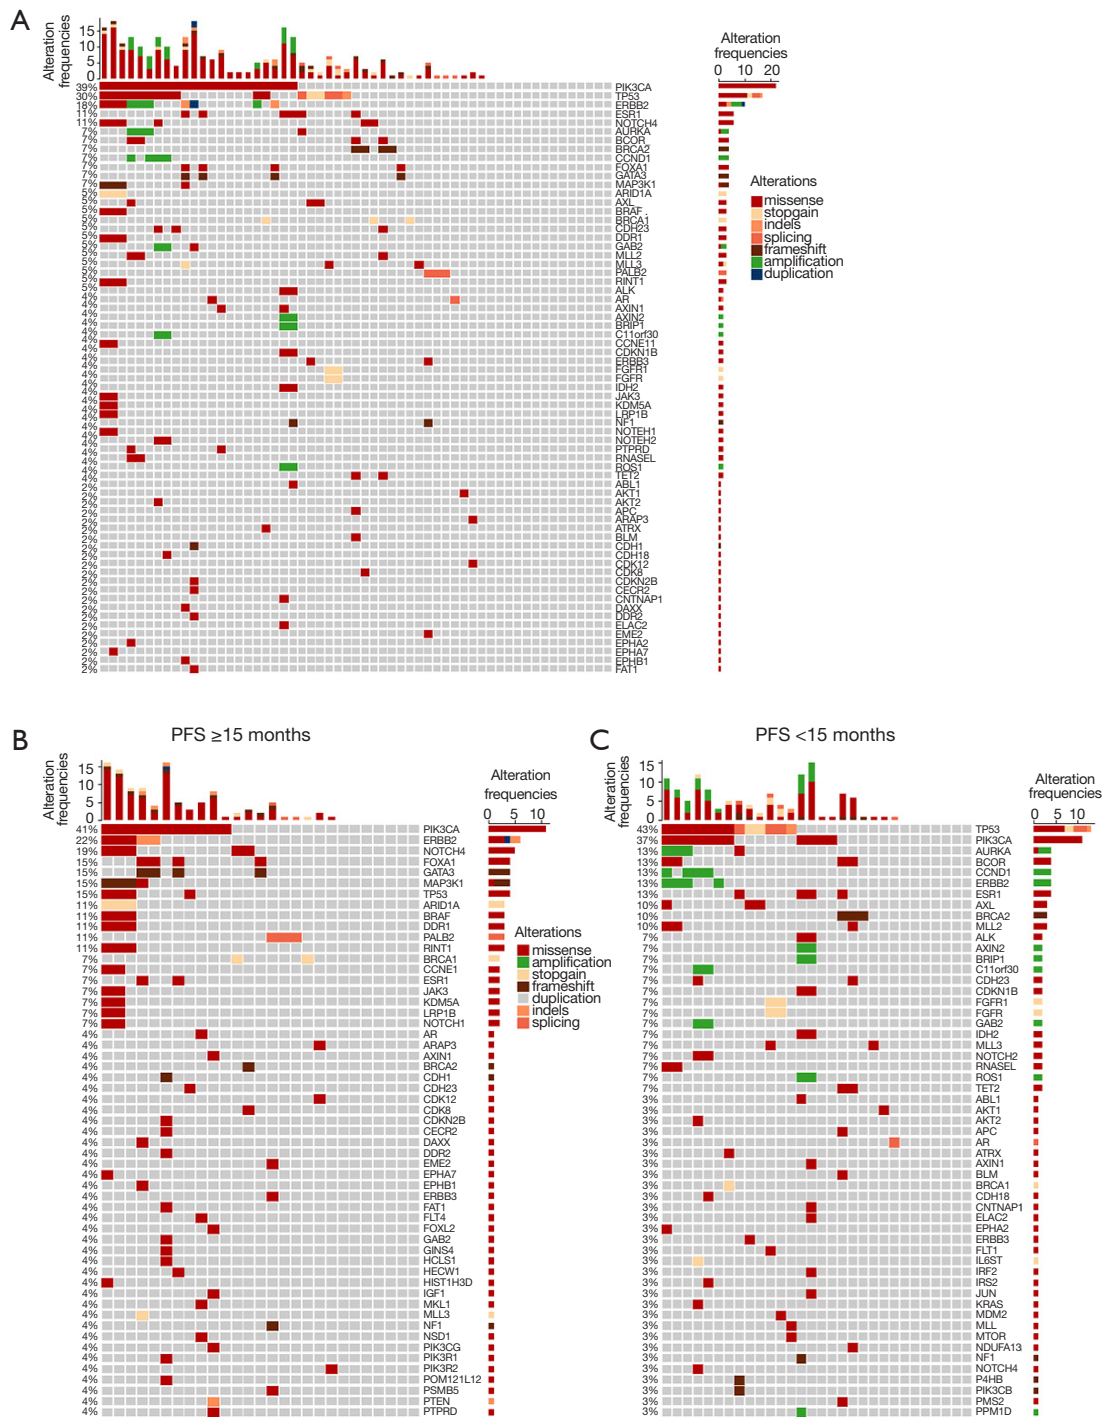 A
Alteration
frequencies
15
10
5
0
Alteration
frequencies
0 10 20
39% PIK3CA
30% TP53
18% ERBB2
11% ESR1
11% NOTCH4
7% AURKA
7% BCOR
7% BRCA2
7% CCND1
7% FOXA1
7% GATA3
7% MAP3K1
5% ARID1A
5% AXL
5% BRAF
5% BRCA1
5% CDH23
5% DDR1
5% GAB2
5% MLL2
5% MLL3
5% PALB2
5% RINT1
4% ALK
4% AR
4% AXIN1
4% AXIN2
4% BRIP1
4% C11orf30
4% CCNE11
4% CDKN1B
4% ERBB3
4% FGFR1
4% FGFR
4% IDH2
4% JAK3
4% KDM5A
4% LRP1B
4% NF1
4% NOTEH1
4% NOTEH2
4% PTPRD
4% RNASEL
4% ROS1
4% TET2
2% ABL1
2% AKT1
2% AKT2
2% APC
2% ARAP3
2% ATRX
2% BLM
2% CDH1
2% CDH18
2% CDK12
2% CDK8
2% CDKN2B
2% CECR2
2% CNTNAP1
2% DAXX
2% DDR2
2% ELAC2
2% EME2
2% EPHA2
2% EPHA7
2% EPHB1
2% FAT1
Alterations
missense
stopgain
indels
splicing
frameshift
amplification
duplication
B
PFS ≥15 months
Alteration
frequencies
15
10
5
0
Alteration
frequencies
0 5 10
41% PIK3CA
22% ERBB2
19% NOTCH4
15% FOXA1
15% GATA3
15% MAP3K1
15% TP53
11% ARID1A
11% BRAF
11% DDR1
11% PALB2
11% RINT1
7% BRCA1
7% CCNE1
7% ESR1
7% JAK3
7% KDM5A
7% LRP1B
7% NOTCH1
4% AR
4% ARAP3
4% AXIN1
4% BRCA2
4% CDH1
4% CDH23
4% CDK12
4% CDK8
4% CDKN2B
4% CECR2
4% DAXX
4% DDR2
4% EME2
4% EPHA7
4% EPHB1
4% ERBB3
4% FAT1
4% FLT4
4% FOXL2
4% GAB2
4% GINS4
4% HCLS1
4% HECW1
4% HIST1H3D
4% IGF1
4% MKL1
4% MLL3
4% NF1
4% NSD1
4% PIK3CG
4% PIK3R1
4% PIK3R2
4% POM121L12
4% PSMB5
4% PTEN
4% PTPRD
Alterations
missense
amplification
stopgain
frameshift
duplication
indels
splicing
C
PFS <15 months
Alteration
frequencies
15
10
5
0
Alteration
frequencies
0 5 10
43% TP53
37% PIK3CA
13% AURKA
13% BCOR
13% CCND1
13% ERBB2
13% ESR1
10% AXL
10% BRCA2
10% MLL2
7% ALK
7% AXIN2
7% BRIP1
7% C11orf30
7% CDH23
7% CDKN1B
7% FGFR1
7% FGFR
7% GAB2
7% IDH2
7% MLL3
7% NOTCH2
7% RNASEL
7% ROS1
7% TET2
3% ABL1
3% AKT1
3% AKT2
3% APC
3% AR
3% ATRX
3% AXIN1
3% BLM
3% BRCA1
3% CDH18
3% CNTNAP1
3% ELAC2
3% EPHA2
3% ERBB3
3% FLT1
3% IL6ST
3% IRF2
3% IRS2
3% JUN
3% KRAS
3% MDM2
3% MLL
3% MTOR
3% NDUFA13
3% NF1
3% NOTCH4
3% P4HB
3% PIK3CB
3% PMS2
3% PPM1D